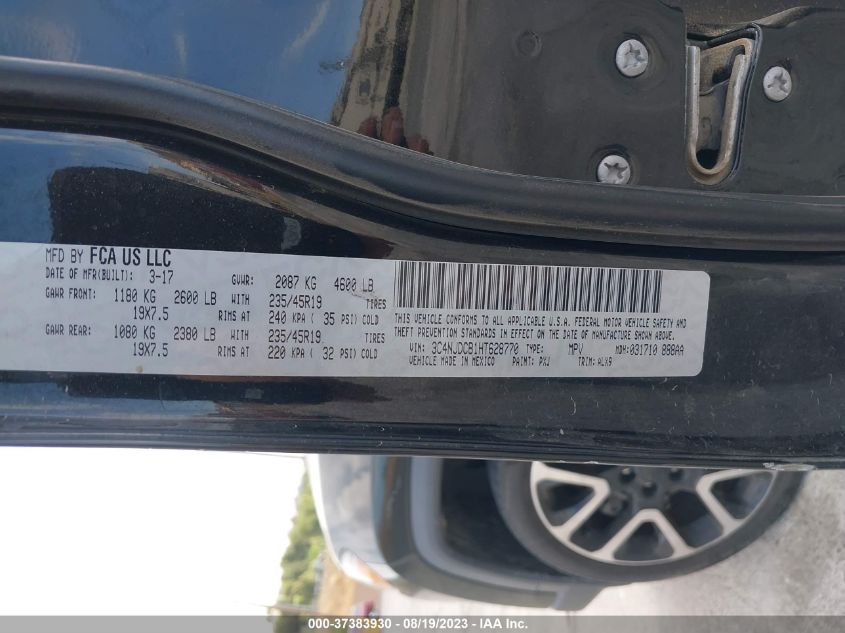 MFD BY FCA US LLC
DATE OF MFR(BUILT): 3-17 GVWR: 2087 KG 4600 LB
GAWR FRONT: 1180 KG 2600 LB WITH 235/45R19 TIRES
19X7.5 RIMS AT 240 KPA ( 35 PSI) COLD
GAWR REAR: 1080 KG 2380 LB WITH 235/45R19 TIRES
19X7.5 RIMS AT 220 KPA ( 32 PSI) COLD
THIS VEHICLE CONFORMS TO ALL APPLICABLE U.S.A. FEDERAL MOTOR VEHICLE SAFETY AND
THEFT PREVENTION STANDARDS IN EFFECT ON THE DATE OF MANUFACTURE SHOWN ABOVE.
VIN: 3C4NJDCB1HT628770 TYPE: MPV MDH: 031710 888AA
VEHICLE MADE IN MEXICO PAINT: PXJ TRIM: ALX9
000-37383930 - 08/19/2023 - IAA Inc.